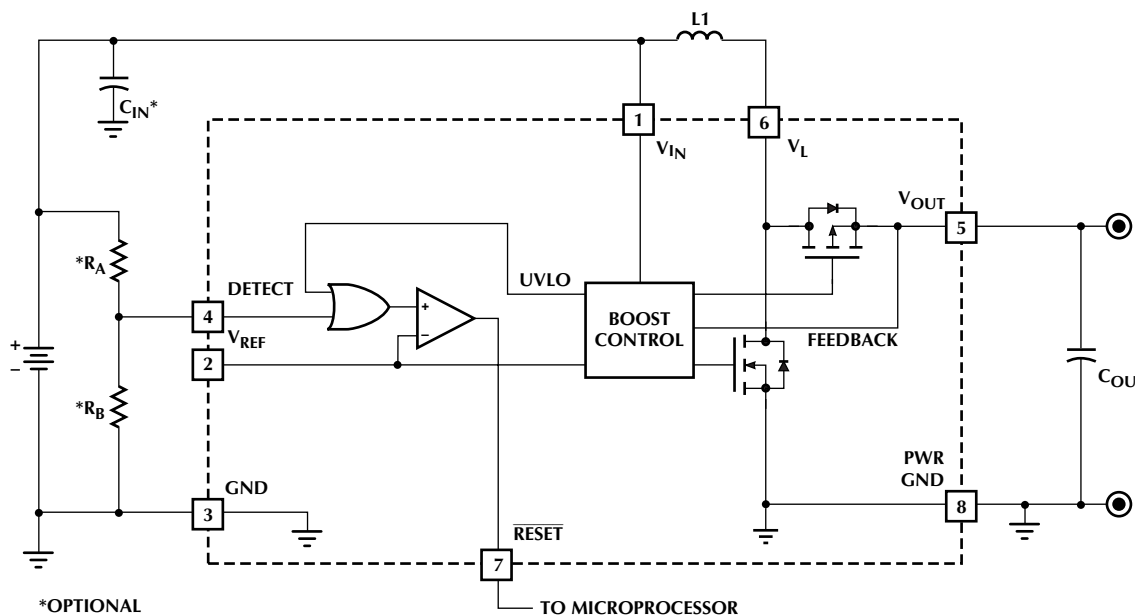 L1
C_IN*
1
6
V_IN
V_L
V_OUT
5
*R_A
DETECT
UVLO
4
+
BOOST
CONTROL
V_REF
−
FEEDBACK
+
−
2
C_OU
*R_B
PWR
GND
GND
3
8
RESET
7
*OPTIONAL
TO MICROPROCESSOR